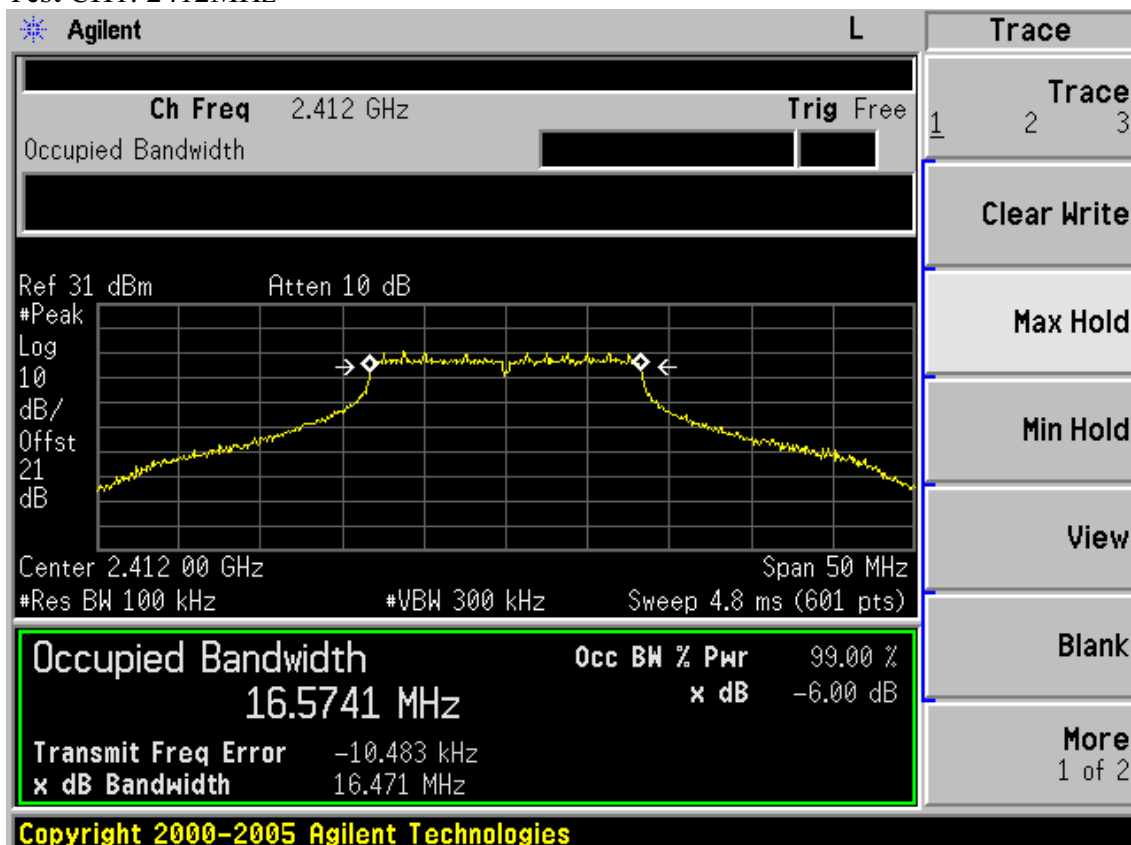 Agilent L Trace
Ch Freq 2.412 GHz Trig Free
Occupied Bandwidth
Trace
1 2 3
Clear Write
Max Hold
Min Hold
View
Blank
More
1 of 2
Ref 31 dBm Atten 10 dB
#Peak
Log
10
dB/
Offst
21
dB
Center 2.412 00 GHz Span 50 MHz
#Res BW 100 kHz #VBW 300 kHz Sweep 4.8 ms (601 pts)
Occupied Bandwidth Occ BW % Pwr 99.00 %
16.5741 MHz x dB -6.00 dB
Transmit Freq Error -10.483 kHz
x dB Bandwidth 16.471 MHz
Copyright 2000-2005 Agilent Technologies